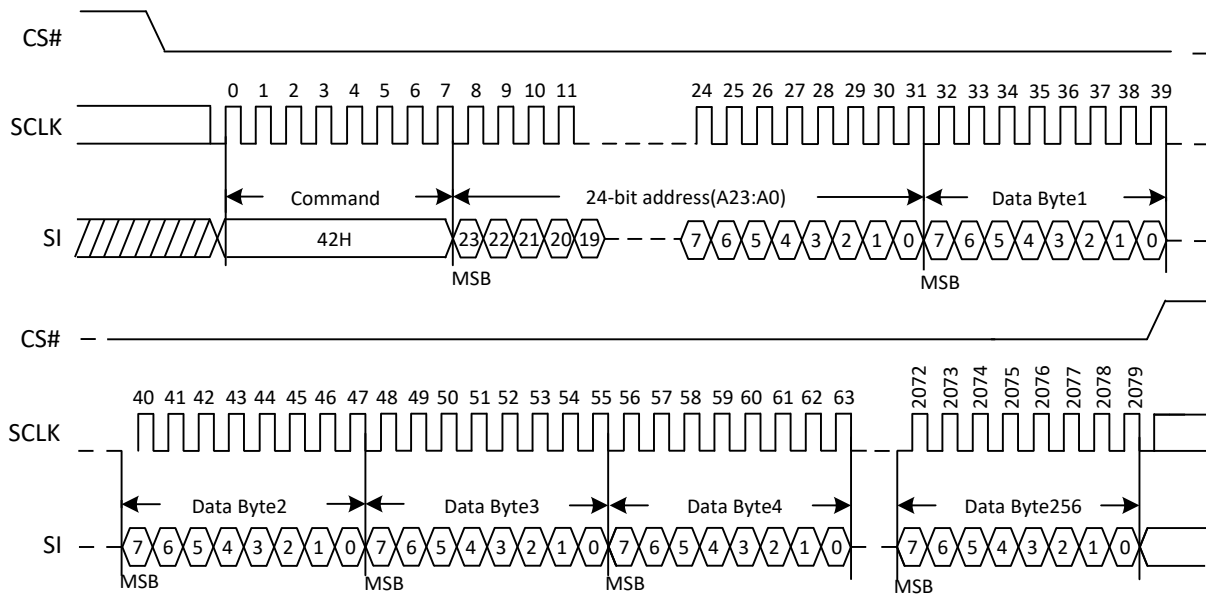 CS#
0 1 2 3 4 5 6 7 8 9 10 11 24 25 26 27 28 29 30 31 32 33 34 35 36 37 38 39
SCLK
Command 24-bit address(A23:A0) Data Byte1
SI 42H 23 22 21 20 19 7 6 5 4 3 2 1 0 7 6 5 4 3 2 1 0
MSB MSB
CS#
40 41 42 43 44 45 46 47 48 49 50 51 52 53 54 55 56 57 58 59 60 61 62 63 2072 2073 2074 2075 2076 2077 2078 2079
SCLK
Data Byte2 Data Byte3 Data Byte4 Data Byte256
SI 7 6 5 4 3 2 1 0 7 6 5 4 3 2 1 0 7 6 5 4 3 2 1 0 7 6 5 4 3 2 1 0
MSB MSB MSB MSB